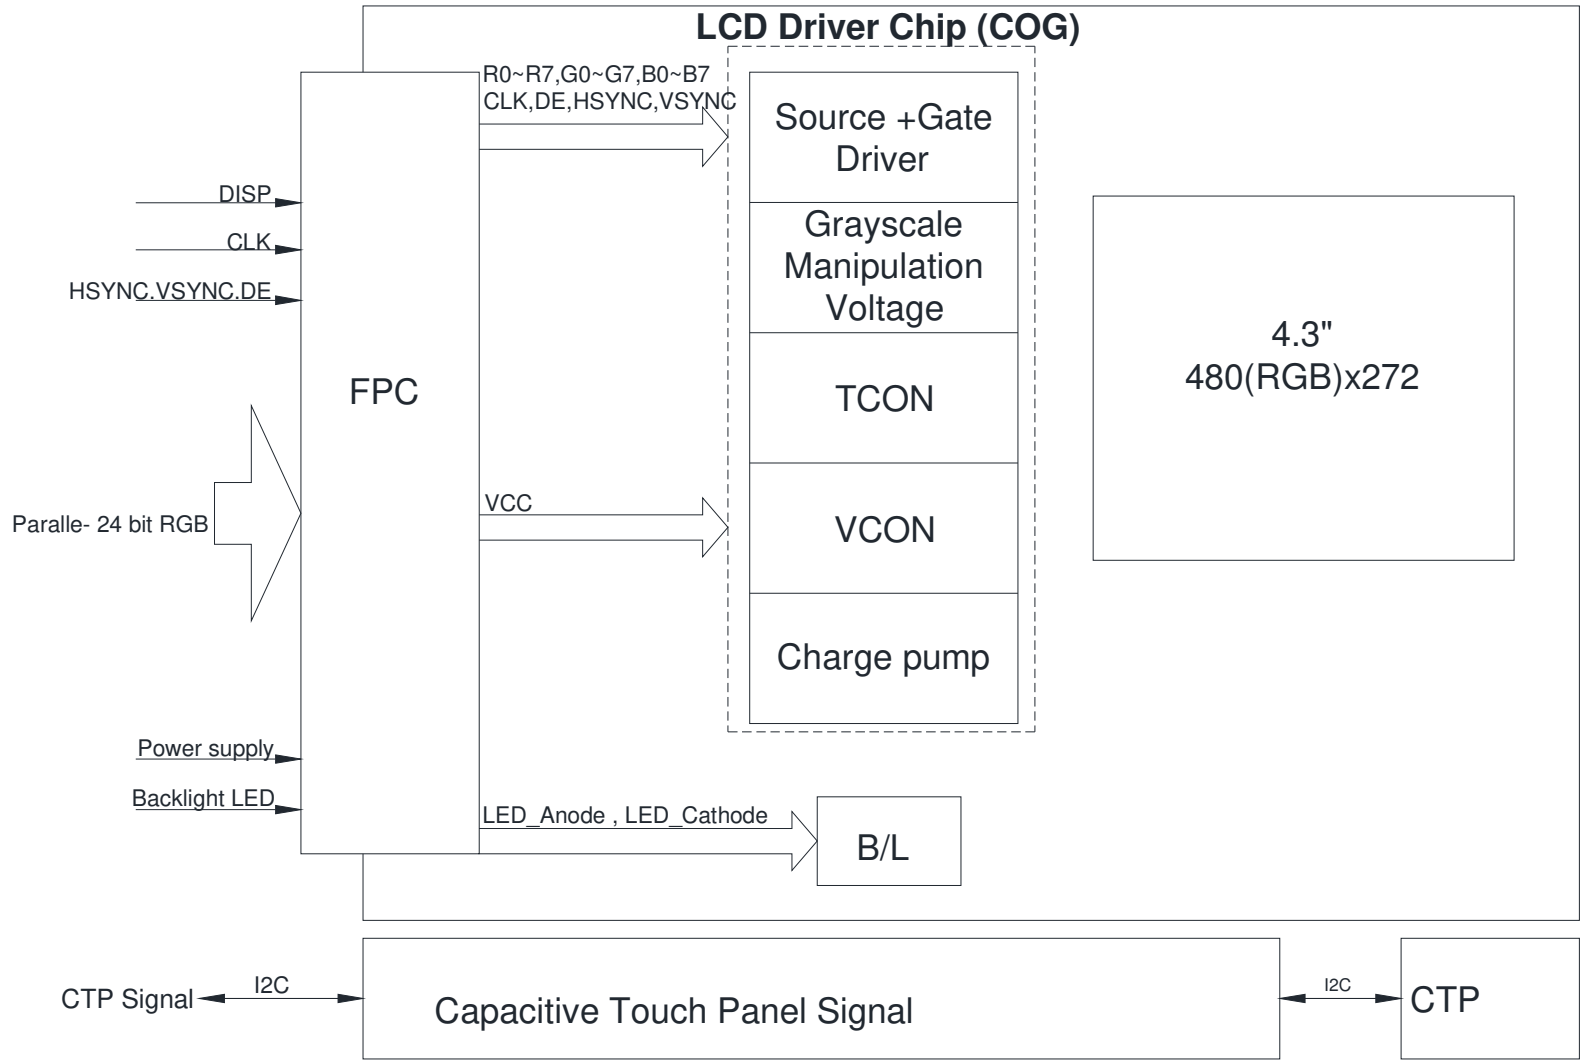 LCD Driver Chip (COG)
R0~R7,G0~G7,B0~B7
CLK,DE,HSYNC,VSYNC
Source +Gate
Driver
DISP
CLK
HSYNC.VSYNC.DE
Grayscale
Manipulation
Voltage
4.3"
480(RGB)x272
FPC
TCON
VCC
Paralle- 24 bit RGB
VCON
Charge pump
Power supply
Backlight LED
LED_Anode , LED_Cathode
B/L
CTP Signal
I2C
Capacitive Touch Panel Signal
I2C
CTP